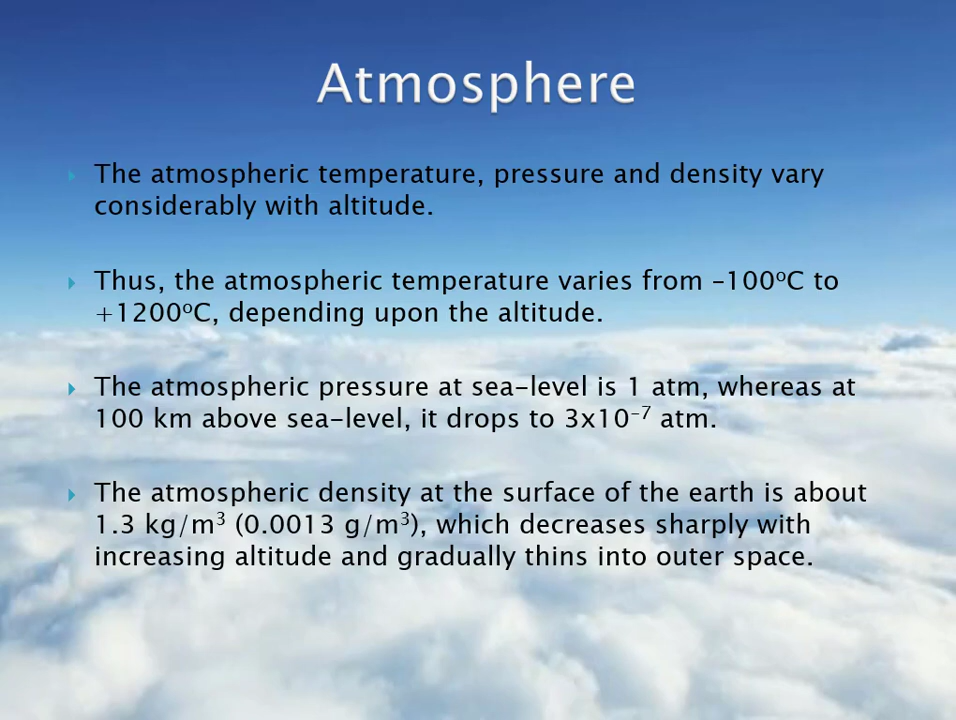 Atmosphere
The atmospheric temperature, pressure and density vary
considerably with altitude.
Thus, the atmospheric temperature varies from -100ºC to
+1200ºC, depending upon the altitude.
The atmospheric pressure at sea-level is 1 atm, whereas at
100 km above sea-level, it drops to 3x10⁻⁷ atm.
The atmospheric density at the surface of the earth is about
1.3 kg/m³ (0.0013 g/m³), which decreases sharply with
increasing altitude and gradually thins into outer space.